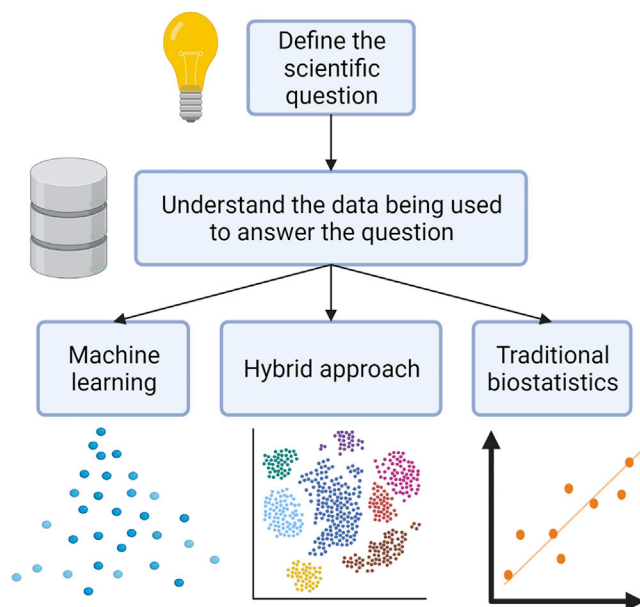 Define the
scientific
question
Understand the data being used
to answer the question
Machine
learning
Hybrid approach
Traditional
biostatistics